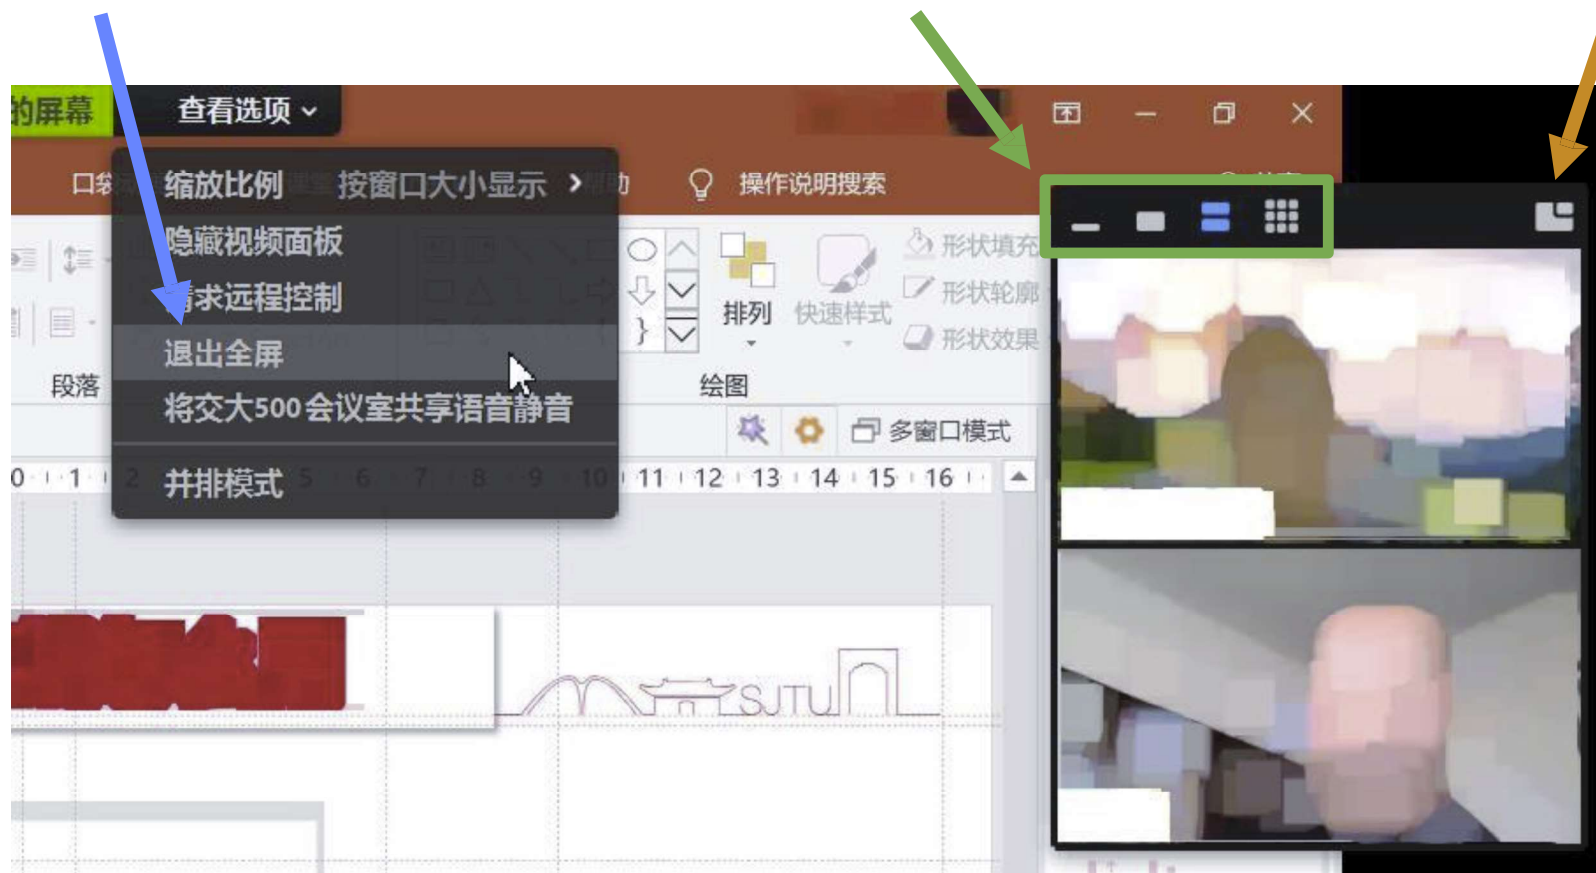 的屏幕 查看选项
口袋 操作说明搜索
缩放比例 按窗口大小显示
隐藏视频面板
请求远程控制
退出全屏
将交大500会议室共享语音静音
并排模式
形状填充
形状轮廓
形状效果
排列 快速样式
段落 绘图
多窗口模式
0 1 2 5 6 7 8 9 10 11 12 13 14 15 16
SJTU